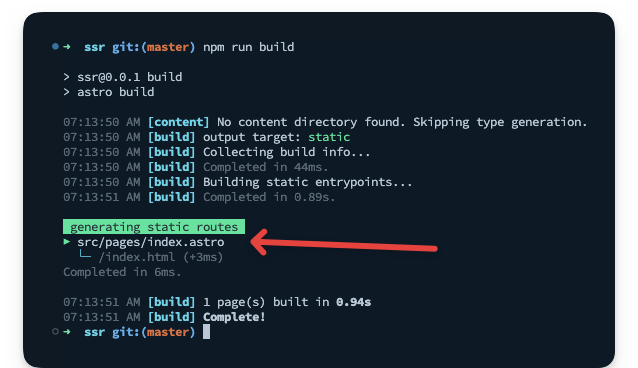 ➜ ssr git:(master) npm run build
> ssr@0.0.1 build
> astro build
07:13:50 AM [content] No content directory found. Skipping type generation.
07:13:50 AM [build] output target: static
07:13:50 AM [build] Collecting build info...
07:13:50 AM [build] Completed in 44ms.
07:13:50 AM [build] Building static entrypoints...
07:13:51 AM [build] Completed in 0.89s.
generating static routes
▶ src/pages/index.astro
└─ /index.html (+3ms)
Completed in 6ms.
07:13:51 AM [build] 1 page(s) built in 0.94s
07:13:51 AM [build] Complete!
➜ ssr git:(master)